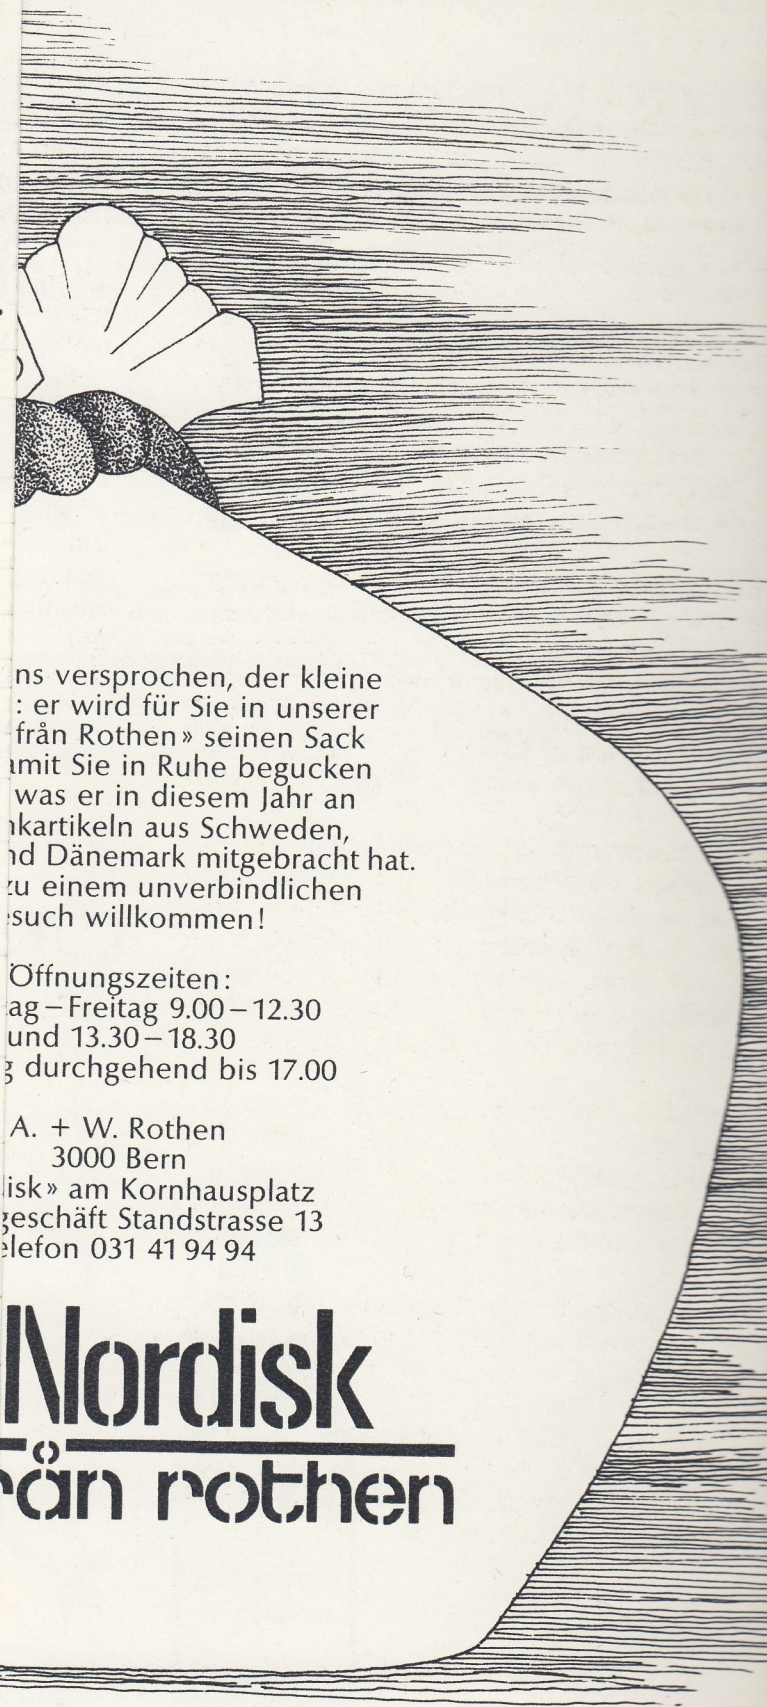 ns versprochen, der kleine
: er wird für Sie in unserer
från Rothen» seinen Sack
amit Sie in Ruhe begucken
was er in diesem Jahr an
nkartikeln aus Schweden,
nd Dänemark mitgebracht hat.
zu einem unverbindlichen
such willkommen!
Öffnungszeiten:
ag – Freitag 9.00 – 12.30
und 13.30 – 18.30
g durchgehend bis 17.00
A. + W. Rothen
3000 Bern
isk» am Kornhausplatz
geschäft Standstrasse 13
elefon 031 41 94 94
Nordisk
rån rothen